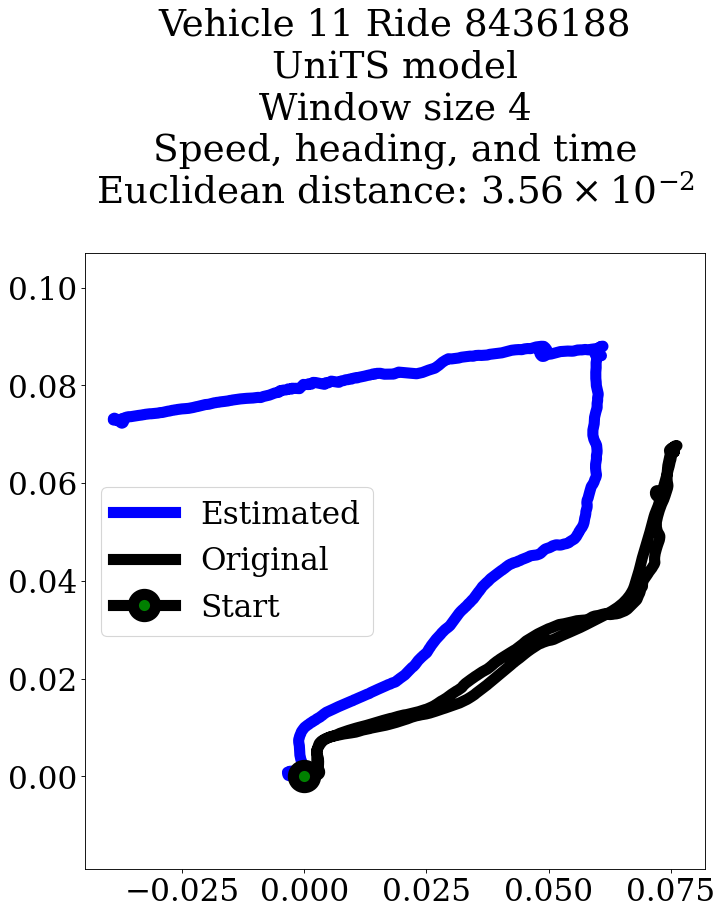 Vehicle 11 Ride 8436188
UniTS model
Window size 4
Speed, heading, and time
Euclidean distance: 3.56 × 10⁻²
0.10
0.08
0.06
0.04
0.02
0.00
Estimated
Original
Start
−0.025 0.000 0.025 0.050 0.075